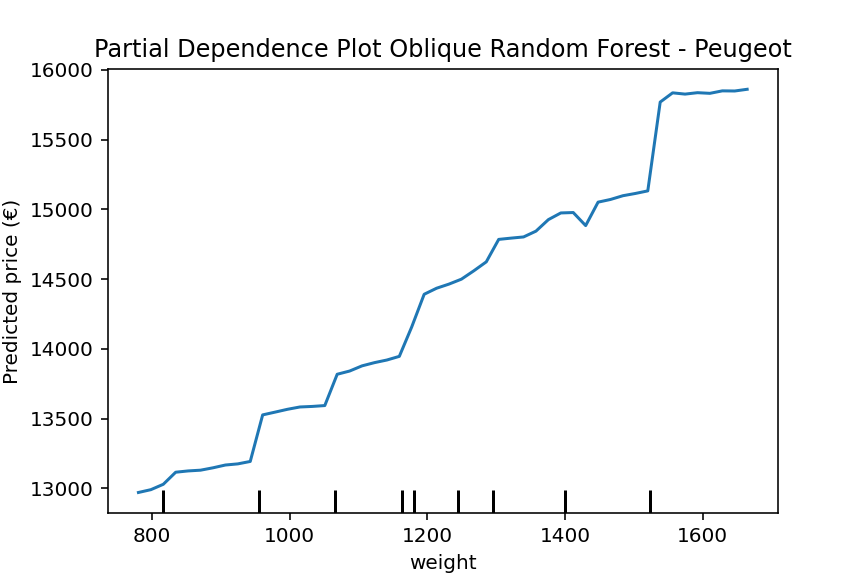 Partial Dependence Plot Oblique Random Forest - Peugeot
Predicted price (€)
16000
15500
15000
14500
14000
13500
13000
800 1000 1200 1400 1600
weight